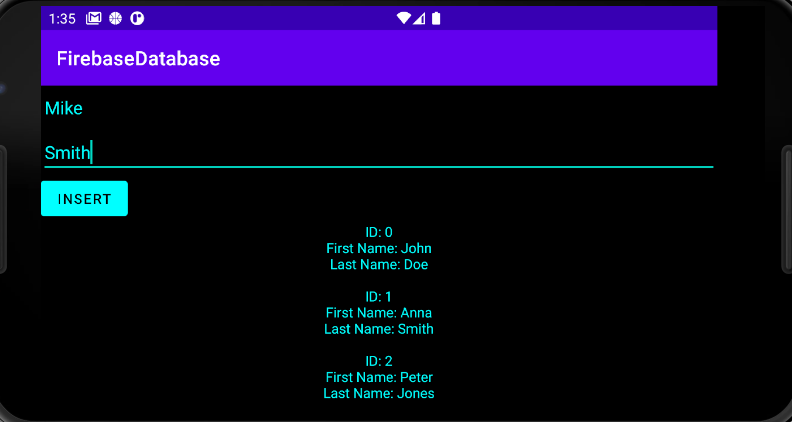 1:35
FirebaseDatabase
Mike
Smith
INSERT
ID: 0
First Name: John
Last Name: Doe
ID: 1
First Name: Anna
Last Name: Smith
ID: 2
First Name: Peter
Last Name: Jones